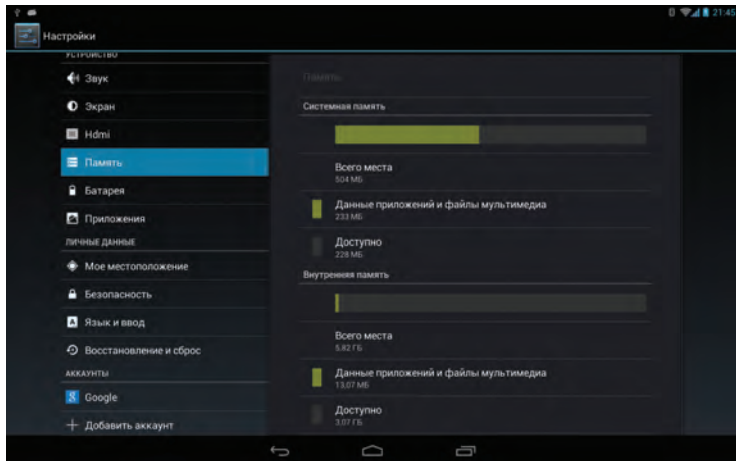 21:45
Настройки
УСТРОЙСТВО
Звук
Экран
Hdmi
Память
Батарея
Приложения
ЛИЧНЫЕ ДАННЫЕ
Мое местоположение
Безопасность
Язык и ввод
Восстановление и сброс
АККАУНТЫ
Google
Добавить аккаунт
Память
Системная память
Всего места
504 МБ
Данные приложений и файлы мультимедиа
233 МБ
Доступно
228 МБ
Внутренняя память
Всего места
5,82 ГБ
Данные приложений и файлы мультимедиа
13,07 МБ
Доступно
3,07 ГБ